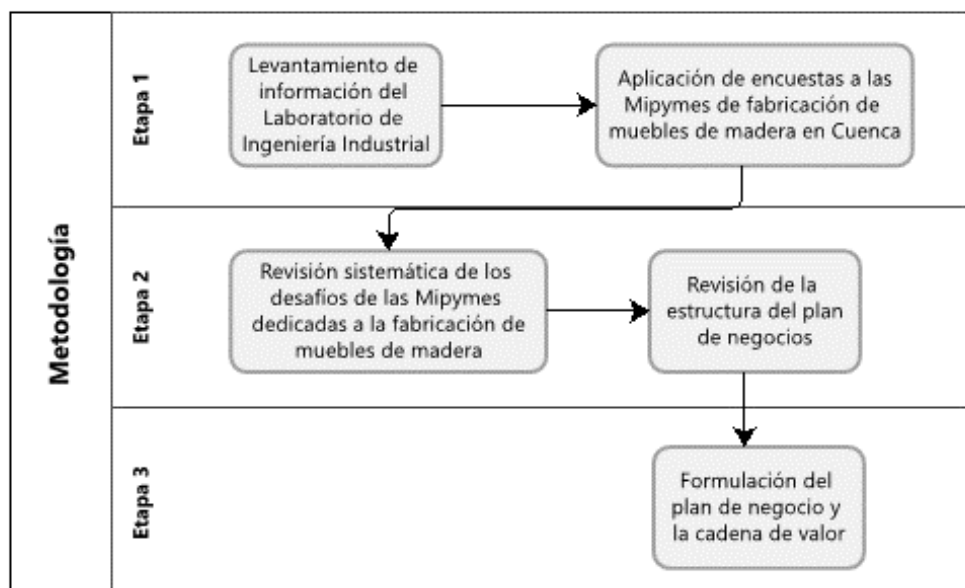 Metodología
Etapa 1
Levantamiento de
información del
Laboratorio de
Ingeniería Industrial
Aplicación de encuestas a las
Mipymes de fabricación de
muebles de madera en Cuenca
Etapa 2
Revisión sistemática de los
desafíos de las Mipymes
dedicadas a la fabricación de
muebles de madera
Revisión de la
estructura del plan
de negocios
Etapa 3
Formulación del
plan de negocio y
la cadena de valor